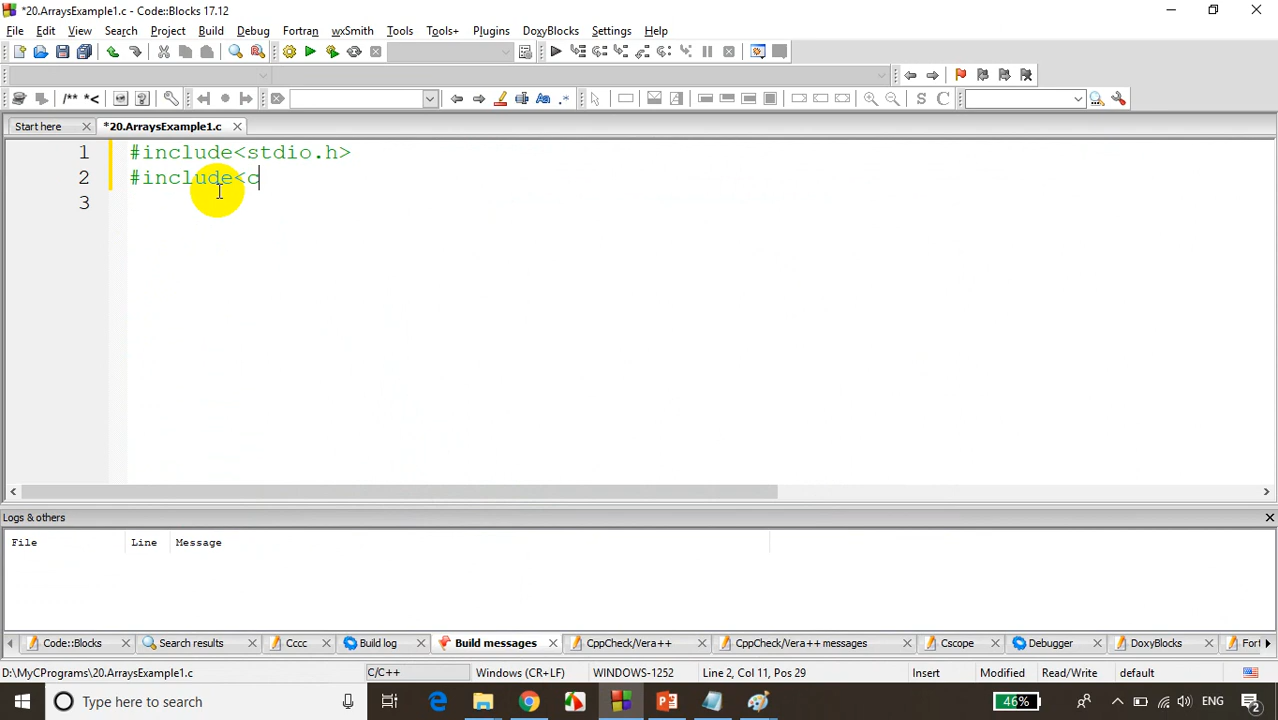 *20.ArraysExample1.c - Code::Blocks 17.12
File Edit View Search Project Build Debug Fortran wxSmith Tools Tools+ Plugins DoxyBlocks Settings Help
/** *<
S C
Start here *20.ArraysExample1.c
1 #include<stdio.h>
2 #include<c
3
Logs & others
File Line Message
Code::Blocks Search results Cccc Build log Build messages CppCheck/Vera++ CppCheck/Vera++ messages Cscope Debugger DoxyBlocks Fort
D:\MyCPrograms\20.ArraysExample1.c C/C++ Windows (CR+LF) WINDOWS-1252 Line 2, Col 11, Pos 29 Insert Modified Read/Write default
Type here to search 46% ENG 2